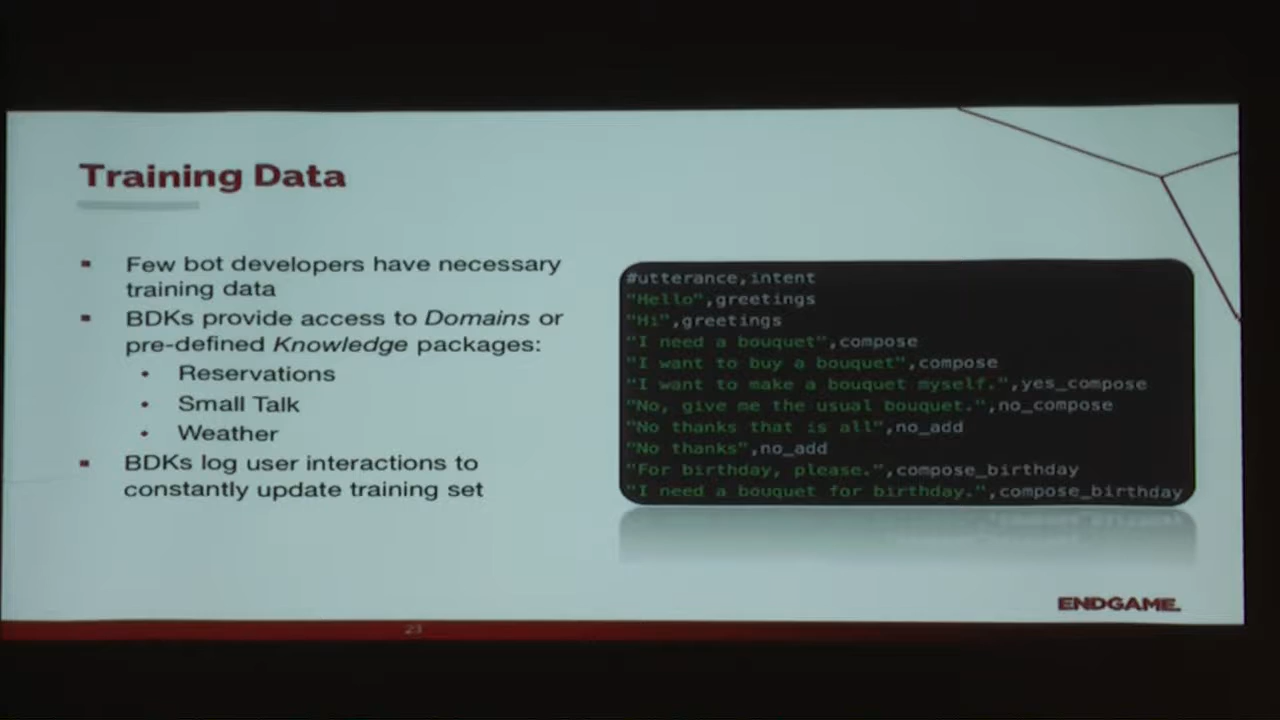 Training Data
Few bot developers have necessary
training data
BDKs provide access to Domains or
pre-defined Knowledge packages:
Reservations
Small Talk
Weather
BDKs log user interactions to
constantly update training set
#utterance,intent
"Hello",greetings
"Hi",greetings
"I need a bouquet",compose
"I want to buy a bouquet",compose
"I want to make a bouquet myself.",yes_compose
"No, give me the usual bouquet.",no_compose
"No thanks that is all",no_add
"No thanks",no_add
"For birthday, please.",compose_birthday
"I need a bouquet for birthday.",compose_birthday
ENDGAME.
23